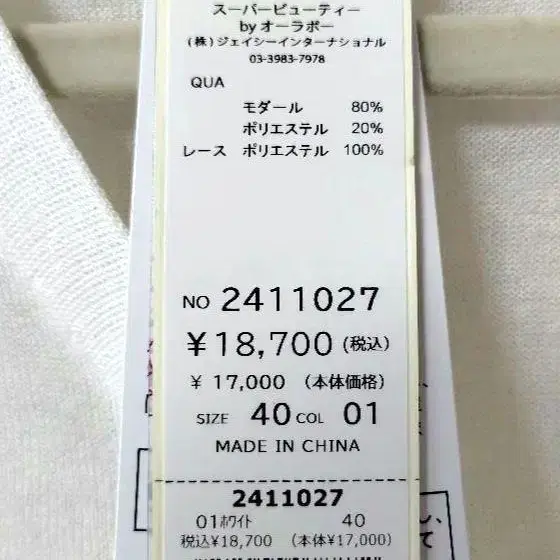 スーパービューティー
by オーラボー
(株)ジェイシーインターナショナル
03-3983-7978
QUA
モダール 80%
ポリエステル 20%
レース ポリエステル 100%
NO 2411027
¥18,700(税込)
¥ 17,000 (本体価格)
SIZE 40 COL 01
MADE IN CHINA
2411027
01ﾎﾜｲﾄ 40
税込¥18,700 (本体¥17,000)